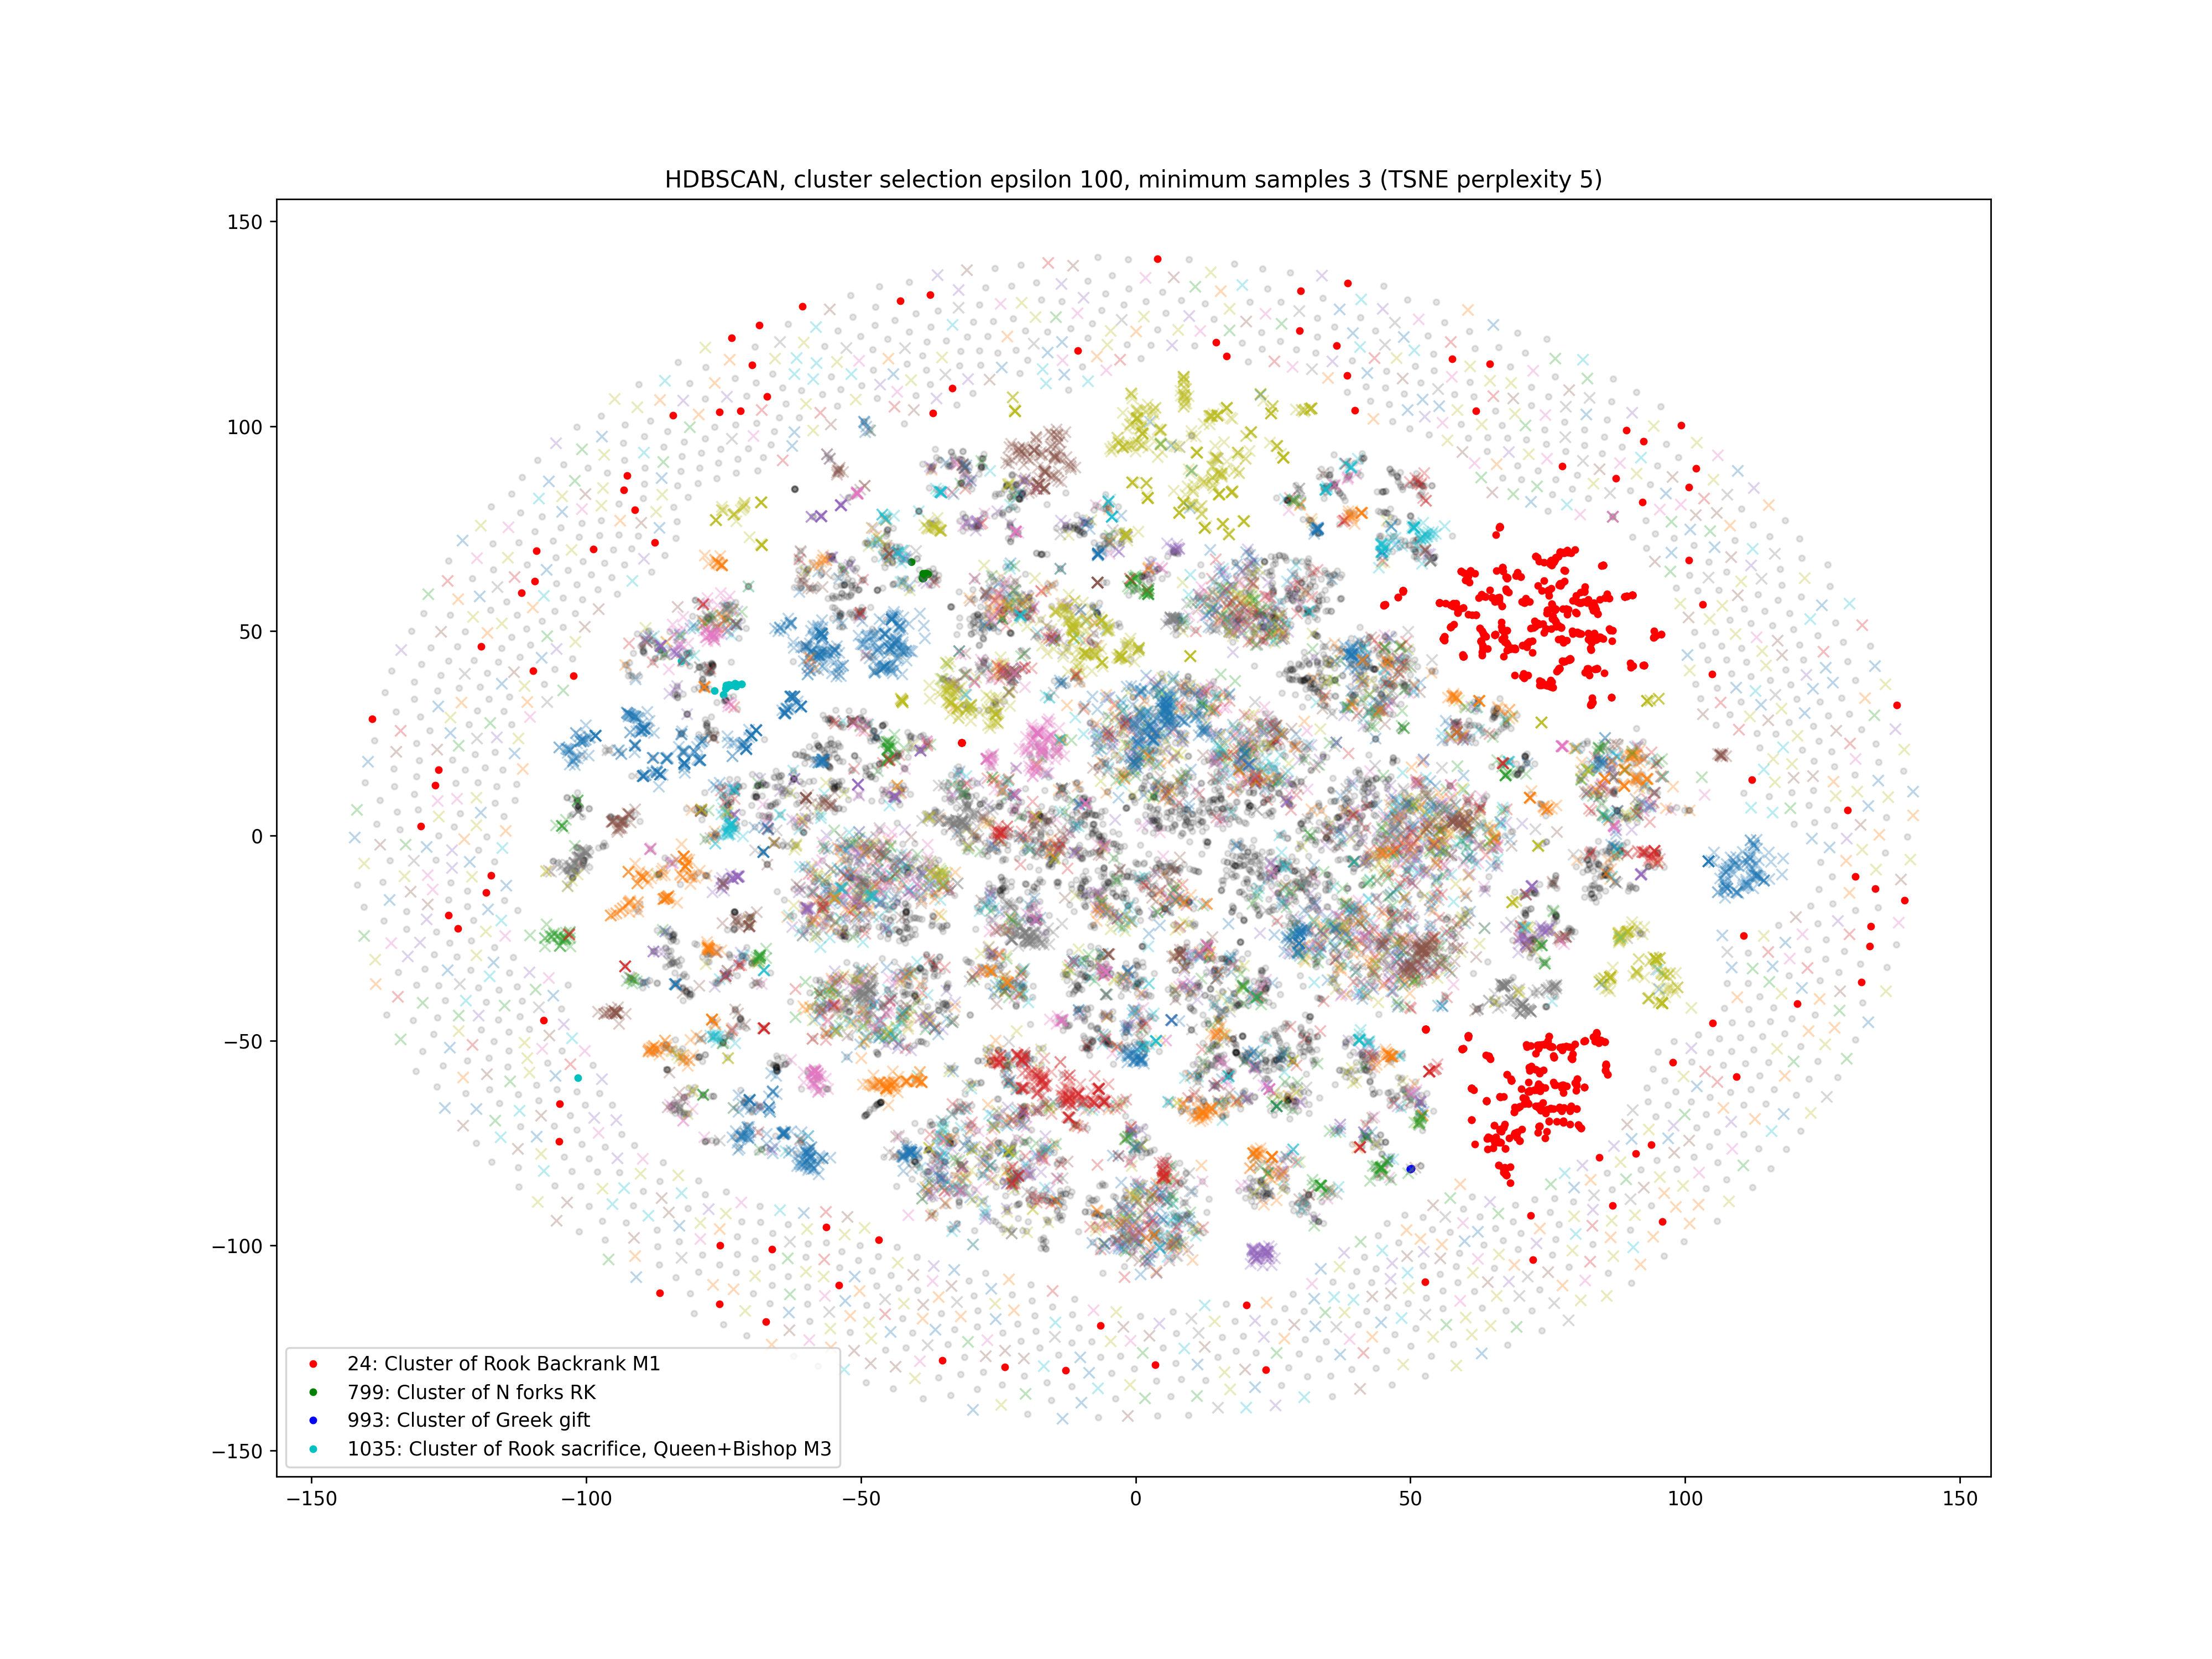 HDBSCAN, cluster selection epsilon 100, minimum samples 3 (TSNE perplexity 5)
150
100
50
0
−50
−100
−150
24: Cluster of Rook Backrank M1
799: Cluster of N forks RK
993: Cluster of Greek gift
1035: Cluster of Rook sacrifice, Queen+Bishop M3
−150 −100 −50 0 50 100 150